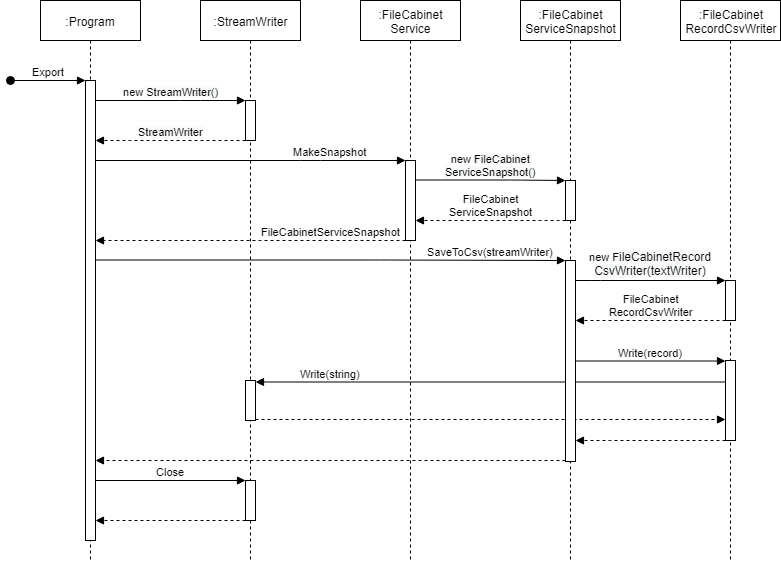 :Program
:StreamWriter
:FileCabinet
Service
:FileCabinet
ServiceSnapshot
:FileCabinet
RecordCsvWriter
Export
new StreamWriter()
StreamWriter
MakeSnapshot
new FileCabinet
ServiceSnapshot()
FileCabinet
ServiceSnapshot
FileCabinetServiceSnapshot
SaveToCsv(streamWriter)
new FileCabinetRecord
CsvWriter(textWriter)
FileCabinet
RecordCsvWriter
Write(record)
Write(string)
Close